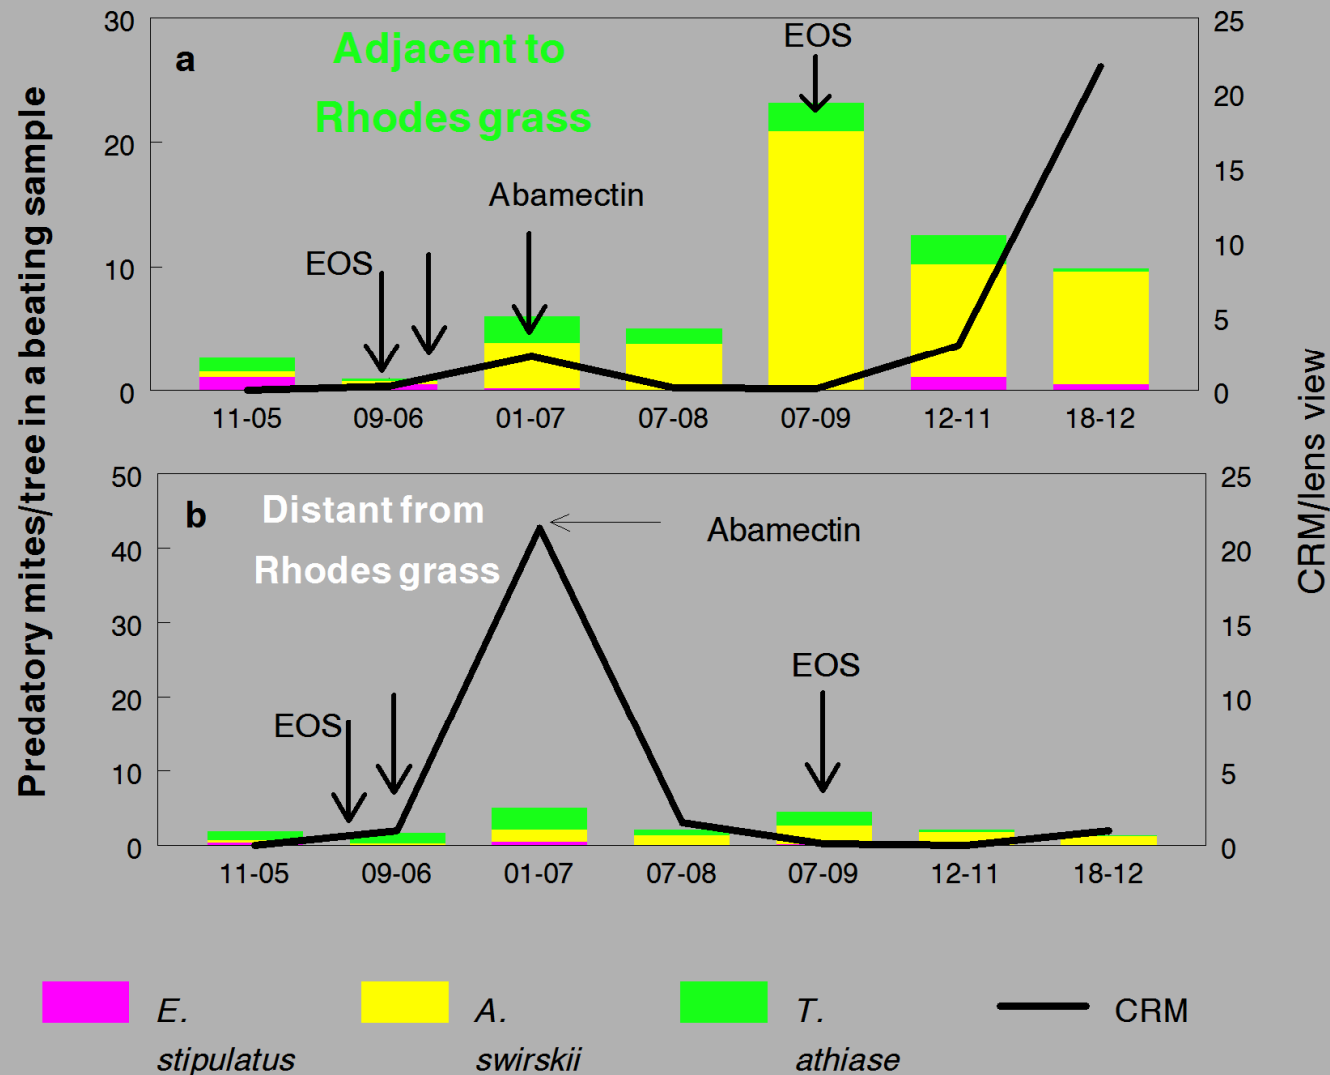 Predatory mites/tree in a beating sample
CRM/lens view
30
20
10
0
25
20
15
10
5
0
a
Adjacent to
Rhodes grass
EOS
Abamectin
EOS
11-05 09-06 01-07 07-08 07-09 12-11 18-12
50
40
30
20
10
0
25
20
15
10
5
0
b
Distant from
Rhodes grass
Abamectin
EOS
EOS
11-05 09-06 01-07 07-08 07-09 12-11 18-12
E. stipulatus
A. swirskii
T. athiase
CRM